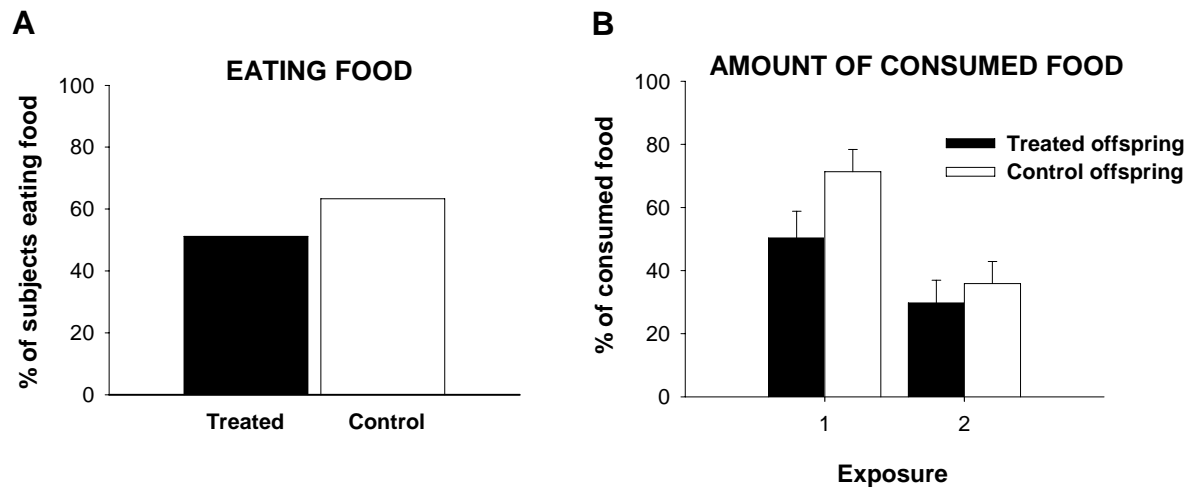 A
EATING FOOD
% of subjects eating food
100
80
60
40
20
0
Treated Control
B
AMOUNT OF CONSUMED FOOD
% of consumed food
100
80
60
40
20
0
Treated offspring
Control offspring
1 2
Exposure